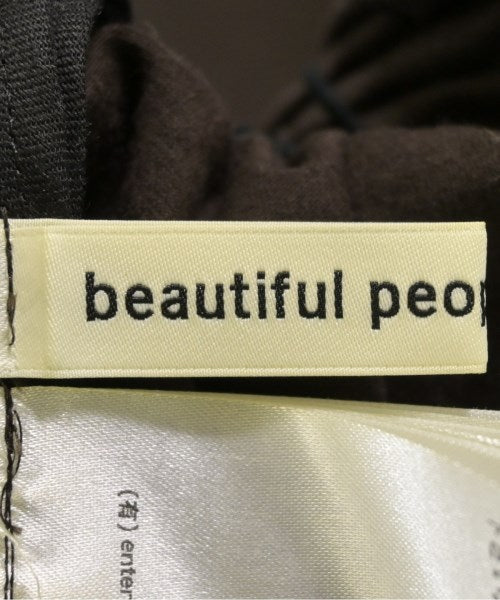 beautiful peop
(有) enter